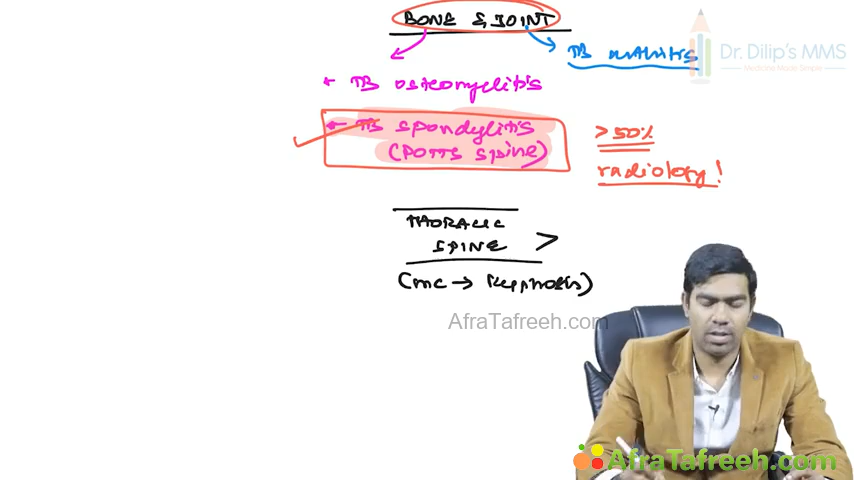 BONE & JOINT
Dr. Dilip's MMS
Medicine Made Simple
TB arthritis
* TB osteomyelitis
* TB spondylitis
(POTTS SPINE)
>50%
radiology!
THORACIC
SPINE >
(mc → kyphosis)
AfraTafreeh.com
AfraTafreeh.com